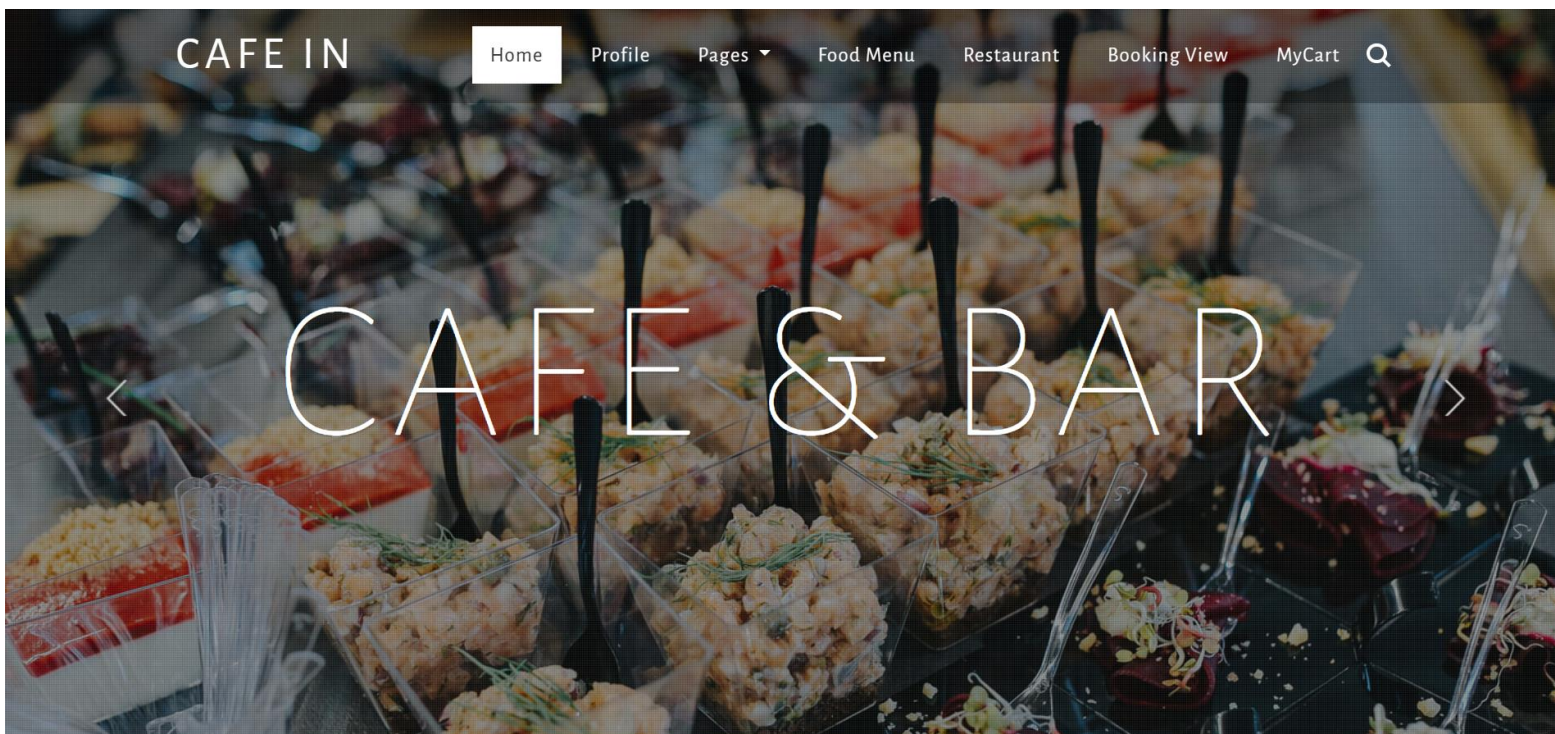 CAFE IN Home Profile Pages Food Menu Restaurant Booking View MyCart
CAFE & BAR